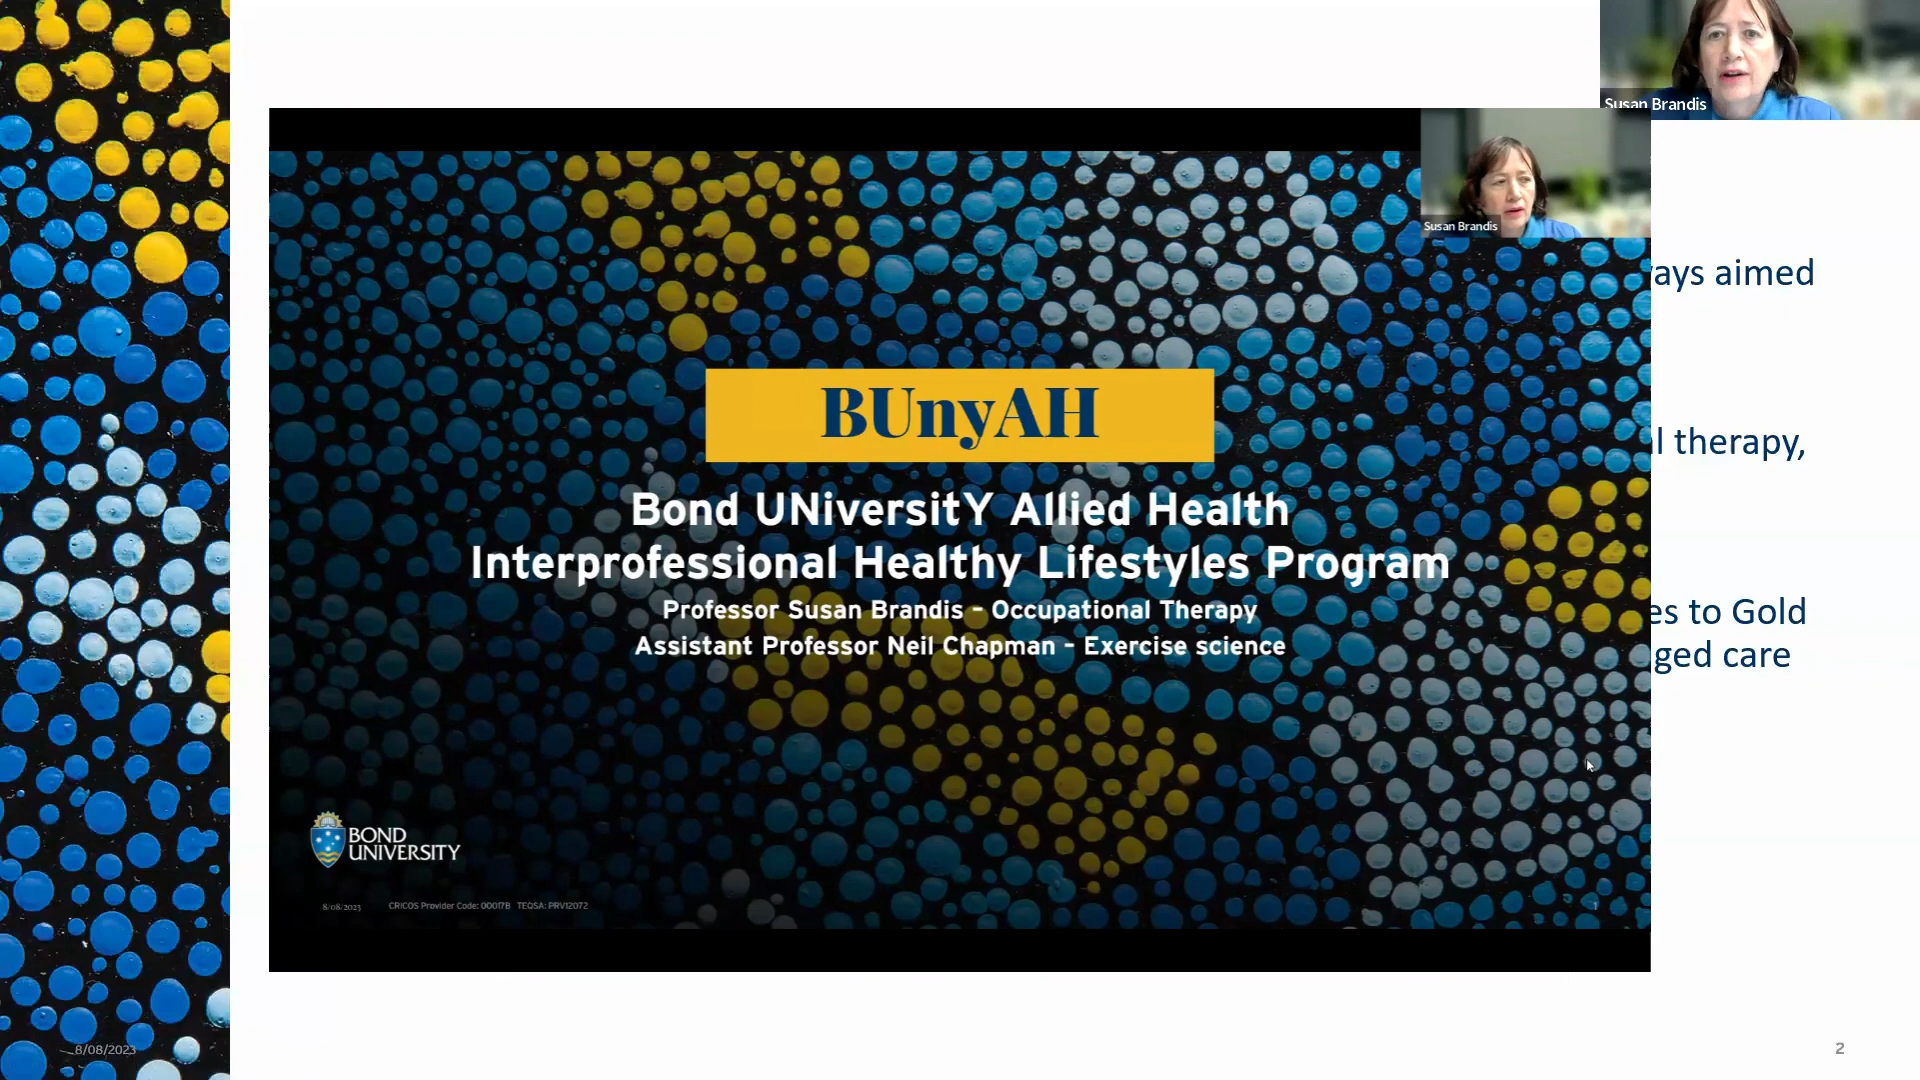 Susan Brandis
Susan Brandis
ays aimed
BUnyAH
l therapy,
Bond UNiversitY Allied Health
Interprofessional Healthy Lifestyles Program
Professor Susan Brandis - Occupational Therapy
es to Gold
Assistant Professor Neil Chapman - Exercise science
ged care
BOND
UNIVERSITY
8/08/2023 CRICOS Provider Code: 00017B TEQSA: PRV12072
8/08/2023
2